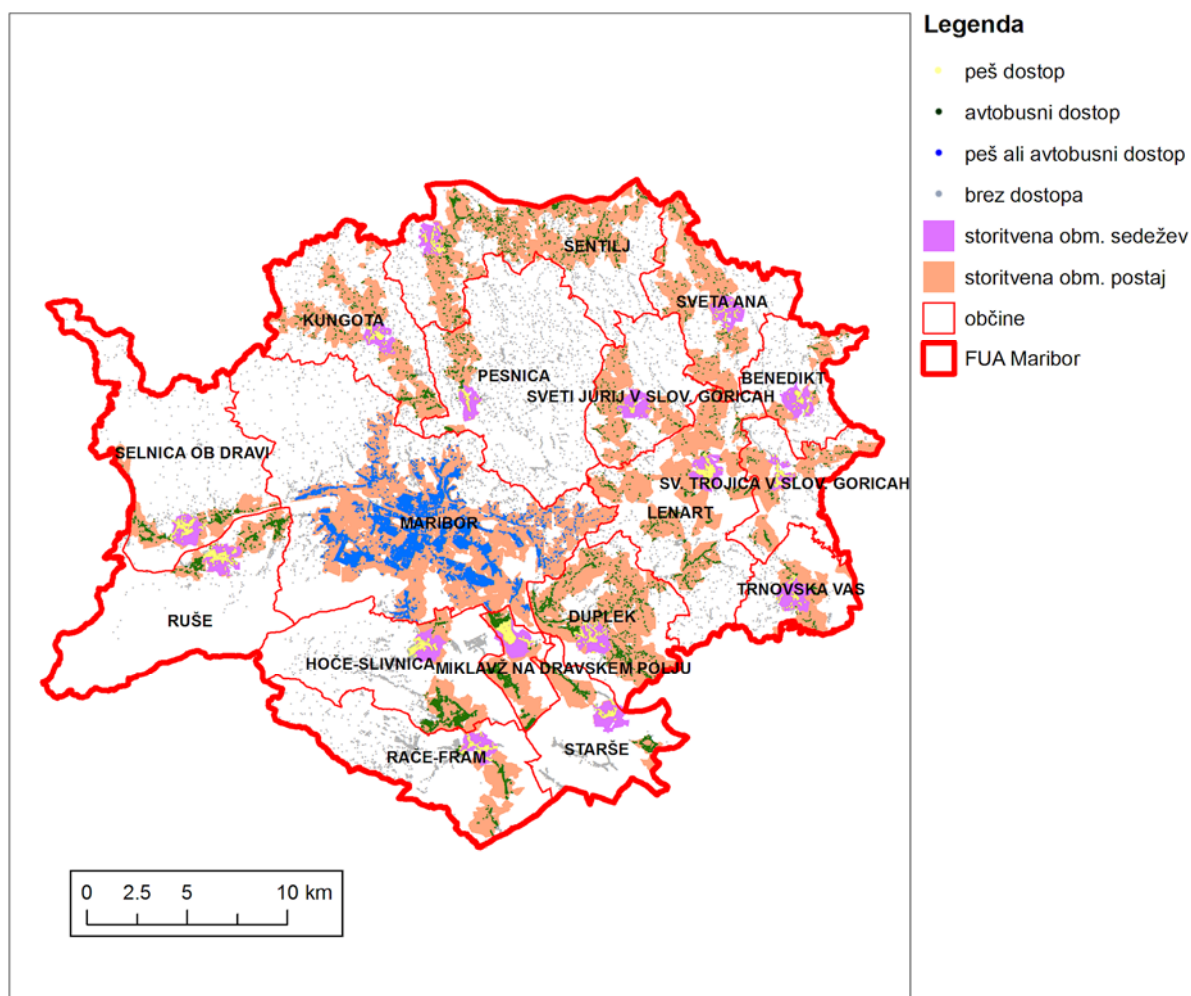 Legenda
peš dostop
avtobusni dostop
peš ali avtobusni dostop
brez dostopa
storitvena obm. sedežev
storitvena obm. postaj
občine
FUA Maribor
ŠENTILJ
SVETA ANA
KUNGOTA
PESNICA
BENEDIKT
SVETI JURIJ V SLOV. GORICAH
SELNICA OB DRAVI
SV. TROJICA V SLOV. GORICAH
LENART
MARIBOR
TRNOVSKA VAS
RUŠE
DUPLEK
HOČE-SLIVNICA
MIKLAVŽ NA DRAVSKEM POLJU
STARŠE
RAČE-FRAM
0 2.5 5 10 km